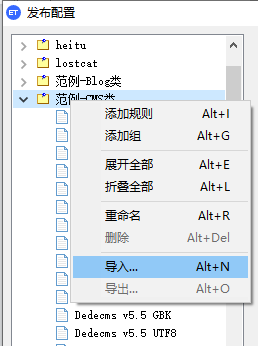 ET 发布配置
heitu
lostcat
范例-Blog类
范例-CMS类
添加规则 Alt+I
添加组 Alt+G
展开全部 Alt+E
折叠全部 Alt+L
重命名 Alt+R
删除 Alt+Del
导入... Alt+N
导出... Alt+O
Dedecms v5.5 GBK
Dedecms v5.5 UTF8